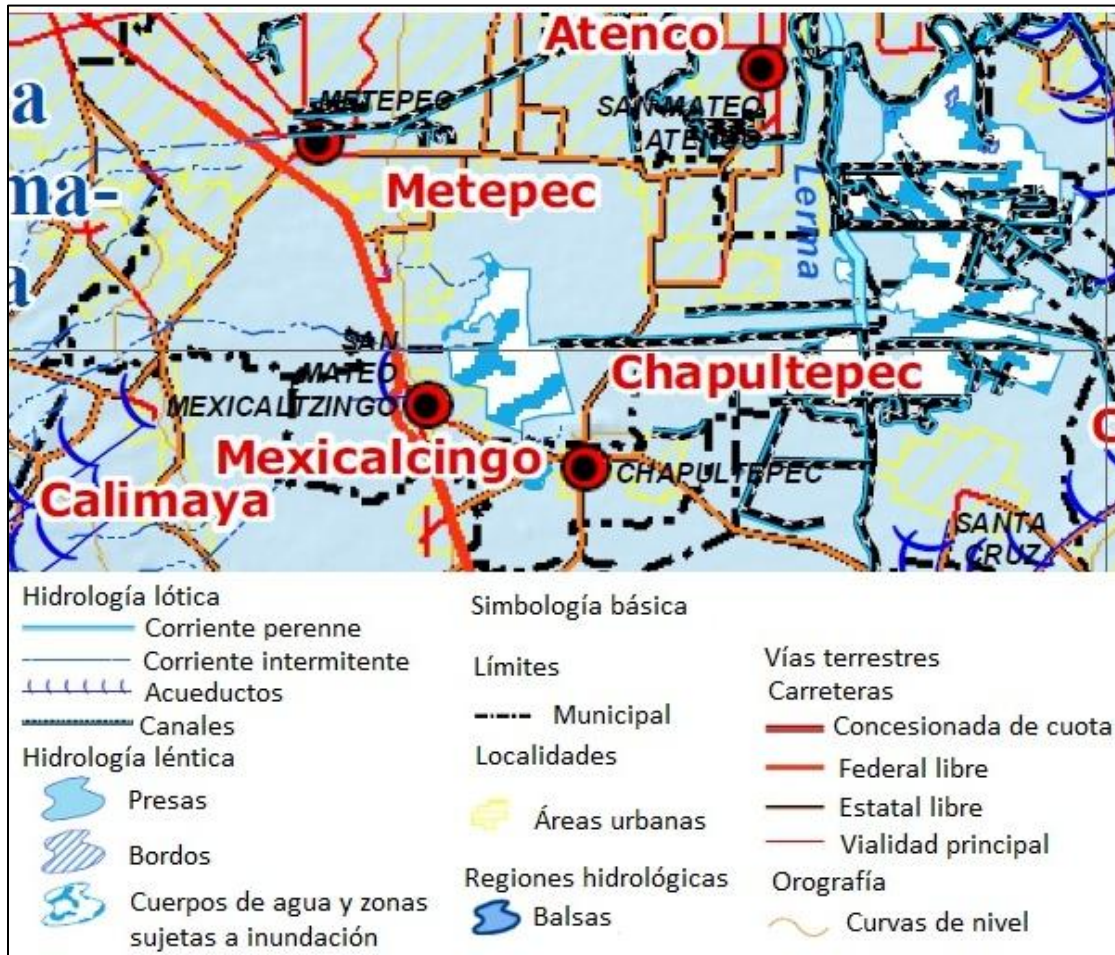 Atenco
a
METEPEC
SAN MATEO
ATENCO
ma-
Metepec
Lerma
a
SAN
MATEO
MEXICALTZINGO
Chapultepec
C
Mexicalcingo
CHAPULTEPEC
Calimaya
SANTA
CRUZ
Hidrología lótica
Corriente perenne
Corriente intermitente
Acueductos
Canales
Hidrología léntica
Presas
Bordos
Cuerpos de agua y zonas
sujetas a inundación
Simbología básica
Límites
Municipal
Localidades
Áreas urbanas
Regiones hidrológicas
Balsas
Vías terrestres
Carreteras
Concesionada de cuota
Federal libre
Estatal libre
Vialidad principal
Orografía
Curvas de nivel